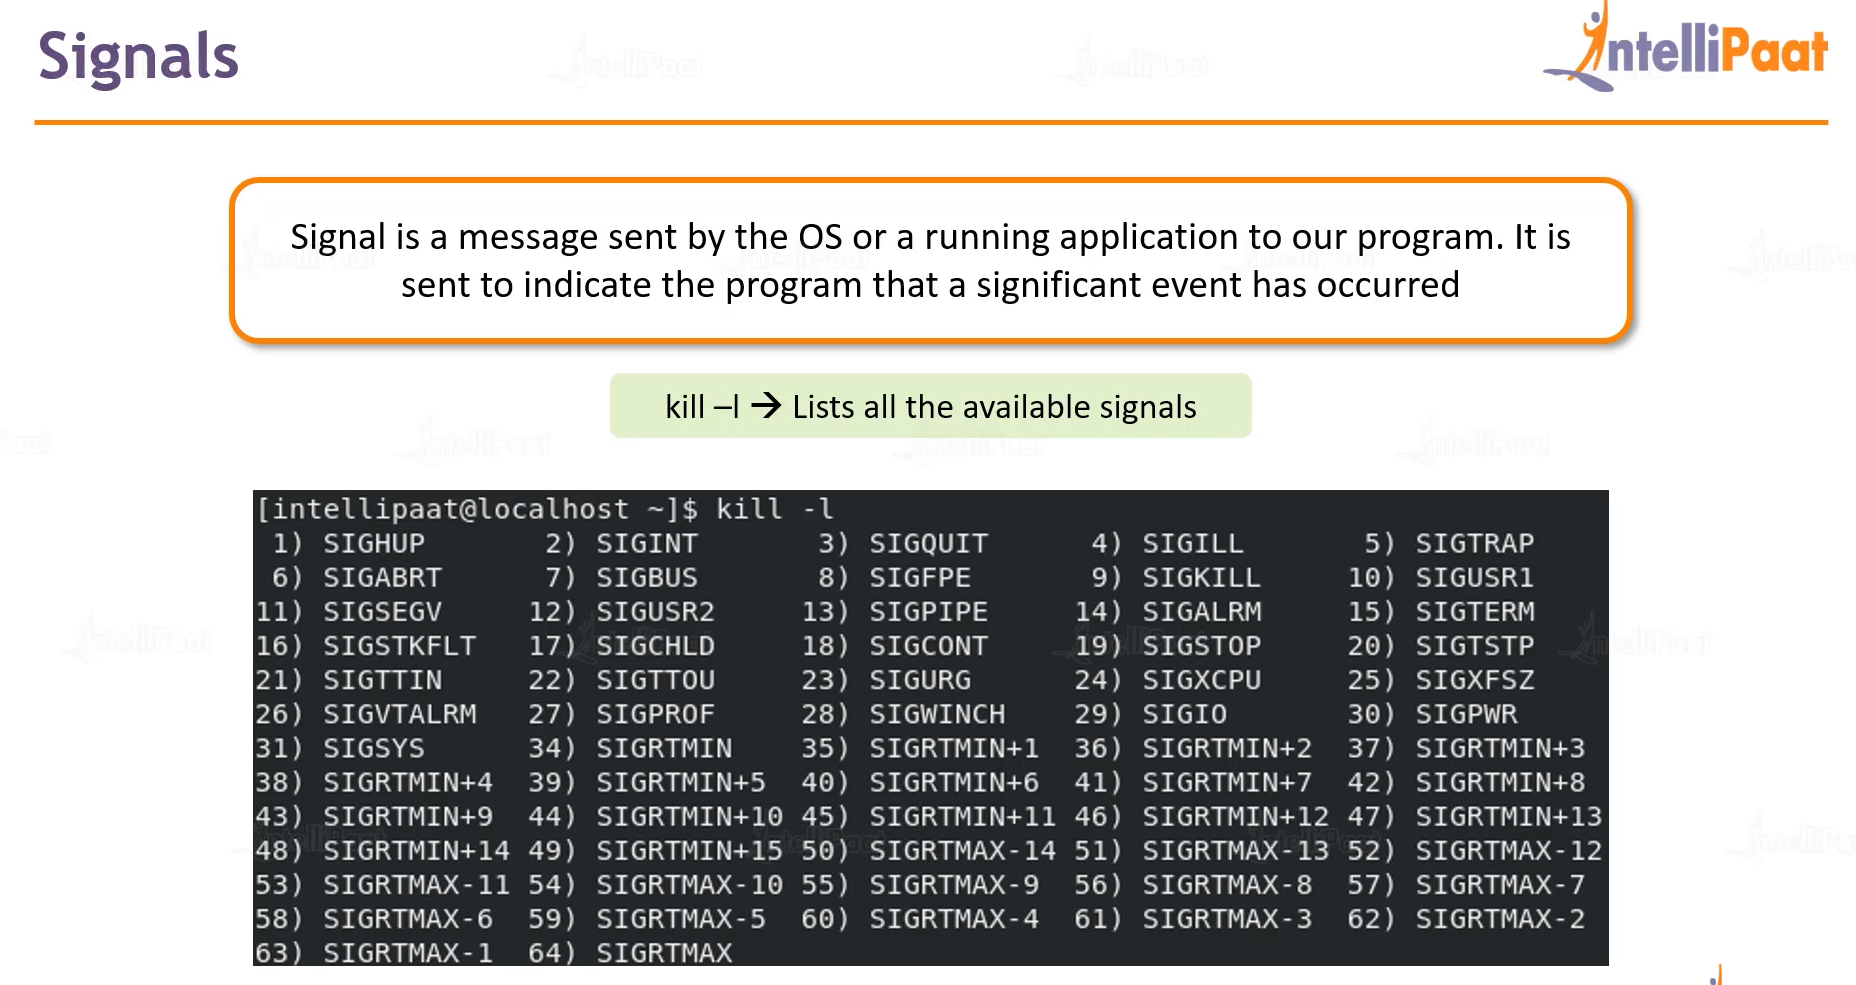 Signals
IntelliPaat
Signal is a message sent by the OS or a running application to our program. It is
sent to indicate the program that a significant event has occurred
kill –l → Lists all the available signals
[intellipaat@localhost ~]$ kill -l
1) SIGHUP 2) SIGINT 3) SIGQUIT 4) SIGILL 5) SIGTRAP
6) SIGABRT 7) SIGBUS 8) SIGFPE 9) SIGKILL 10) SIGUSR1
11) SIGSEGV 12) SIGUSR2 13) SIGPIPE 14) SIGALRM 15) SIGTERM
16) SIGSTKFLT 17) SIGCHLD 18) SIGCONT 19) SIGSTOP 20) SIGTSTP
21) SIGTTIN 22) SIGTTOU 23) SIGURG 24) SIGXCPU 25) SIGXFSZ
26) SIGVTALRM 27) SIGPROF 28) SIGWINCH 29) SIGIO 30) SIGPWR
31) SIGSYS 34) SIGRTMIN 35) SIGRTMIN+1 36) SIGRTMIN+2 37) SIGRTMIN+3
38) SIGRTMIN+4 39) SIGRTMIN+5 40) SIGRTMIN+6 41) SIGRTMIN+7 42) SIGRTMIN+8
43) SIGRTMIN+9 44) SIGRTMIN+10 45) SIGRTMIN+11 46) SIGRTMIN+12 47) SIGRTMIN+13
48) SIGRTMIN+14 49) SIGRTMIN+15 50) SIGRTMAX-14 51) SIGRTMAX-13 52) SIGRTMAX-12
53) SIGRTMAX-11 54) SIGRTMAX-10 55) SIGRTMAX-9 56) SIGRTMAX-8 57) SIGRTMAX-7
58) SIGRTMAX-6 59) SIGRTMAX-5 60) SIGRTMAX-4 61) SIGRTMAX-3 62) SIGRTMAX-2
63) SIGRTMAX-1 64) SIGRTMAX